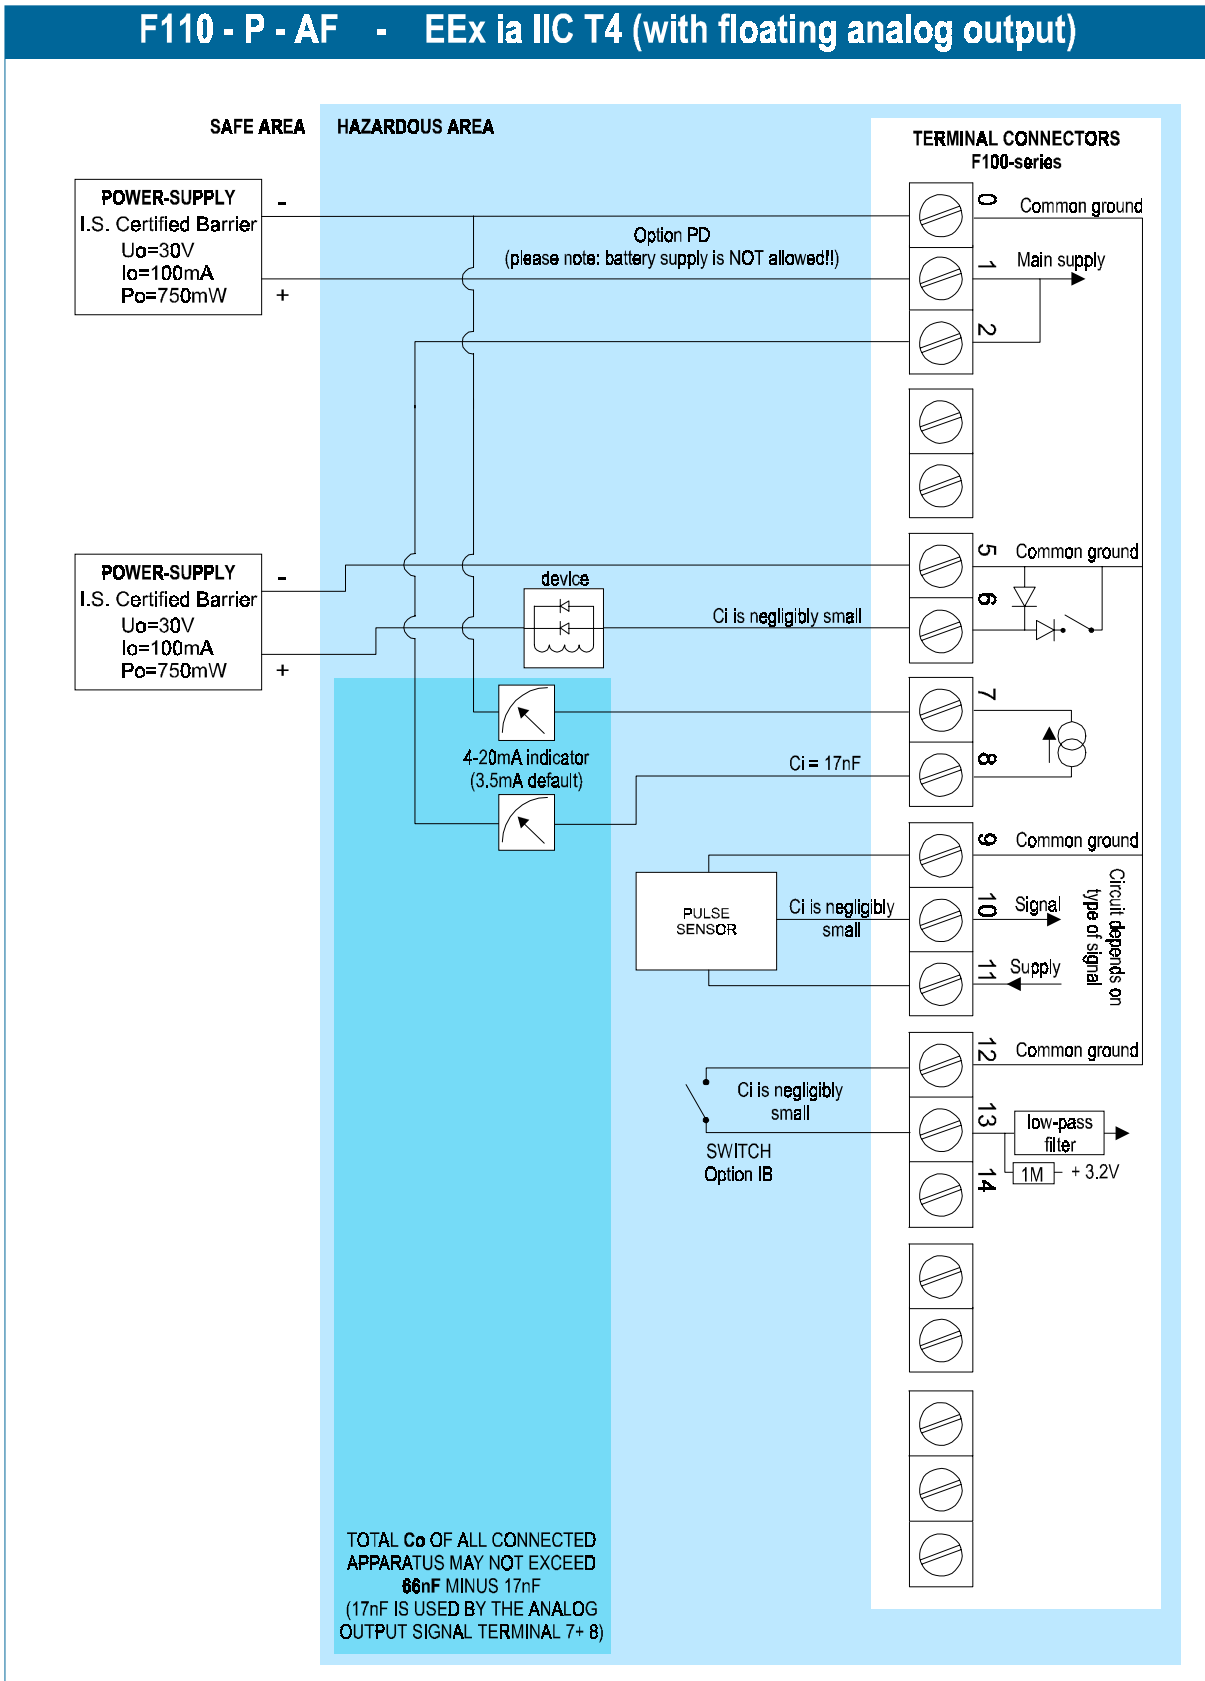 F110 - P - AF - EEx ia IIC T4 (with floating analog output)
SAFE AREA
HAZARDOUS AREA
TERMINAL CONNECTORS
F100-series
POWER-SUPPLY
I.S. Certified Barrier
Uo=30V
Io=100mA
Po=750mW
-
+
Option PD
(please note: battery supply is NOT allowed!!)
0
Common ground
1
Main supply
2
POWER-SUPPLY
I.S. Certified Barrier
Uo=30V
Io=100mA
Po=750mW
-
+
device
Ci is negligibly small
5
Common ground
6
7
4-20mA indicator
(3.5mA default)
Ci = 17nF
8
PULSE
SENSOR
Ci is negligibly
small
9
Common ground
10
Signal
11
Supply
Circuit depends on
type of signal
12
Common ground
Ci is negligibly
small
SWITCH
Option IB
13
low-pass
filter
14
1M
+ 3.2V
TOTAL Co OF ALL CONNECTED
APPARATUS MAY NOT EXCEED
66nF MINUS 17nF
(17nF IS USED BY THE ANALOG
OUTPUT SIGNAL TERMINAL 7+ 8)